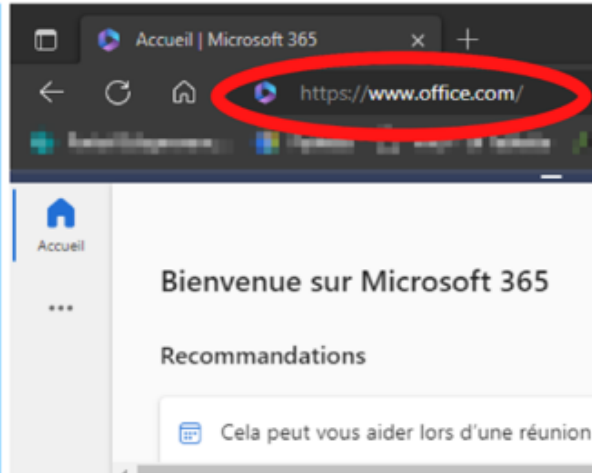 Accueil | Microsoft 365
https://www.office.com/
Accueil
Bienvenue sur Microsoft 365
Recommandations
Cela peut vous aider lors d'une réunion